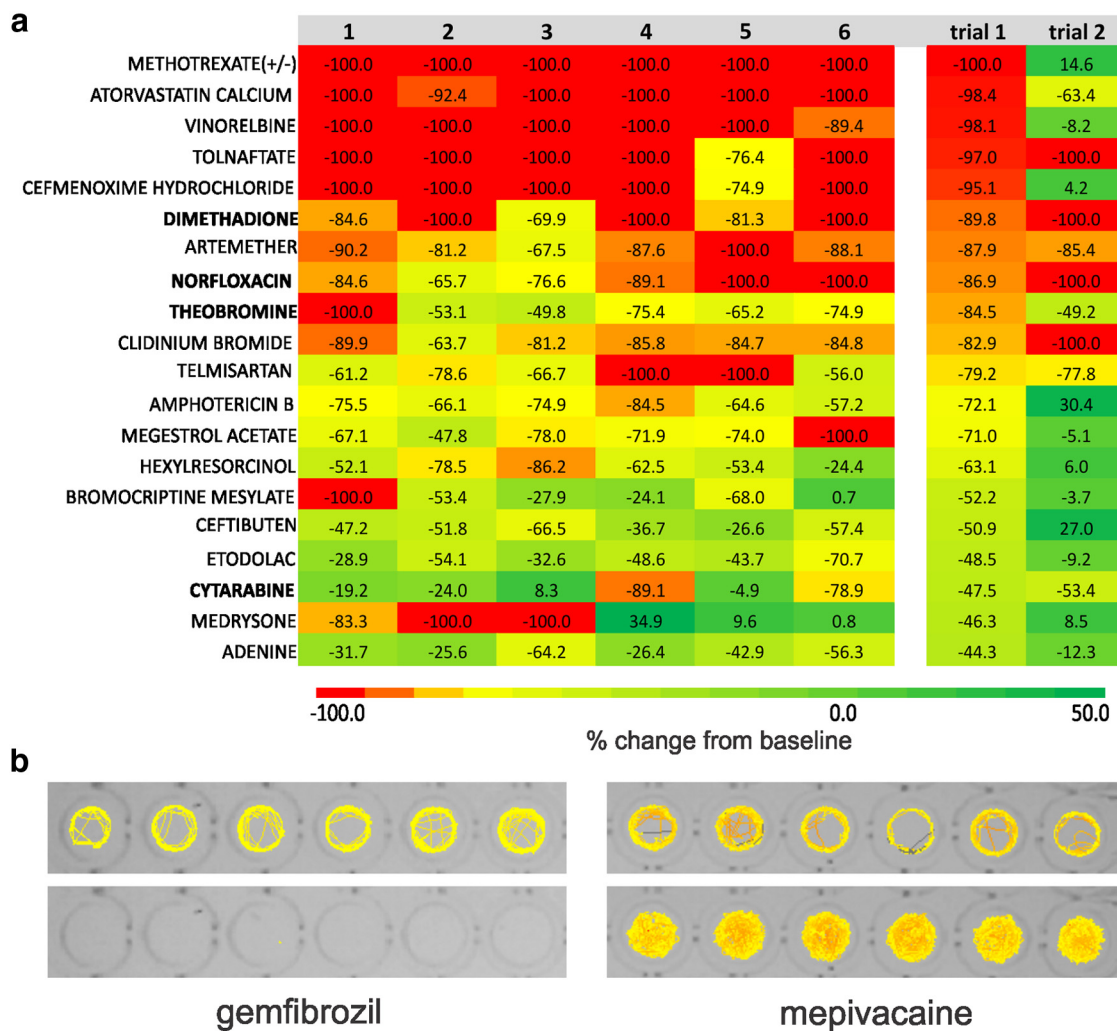 a
1 2 3 4 5 6 trial 1 trial 2
METHOTREXATE(+/-) -100.0 -100.0 -100.0 -100.0 -100.0 -100.0 -100.0 14.6
ATORVASTATIN CALCIUM -100.0 -92.4 -100.0 -100.0 -100.0 -100.0 -98.4 -63.4
VINORELBINE -100.0 -100.0 -100.0 -100.0 -100.0 -89.4 -98.1 -8.2
TOLNAFTATE -100.0 -100.0 -100.0 -100.0 -76.4 -100.0 -97.0 -100.0
CEFMENOXIME HYDROCHLORIDE -100.0 -100.0 -100.0 -100.0 -74.9 -100.0 -95.1 4.2
DIMETHADIONE -84.6 -100.0 -69.9 -100.0 -81.3 -100.0 -89.8 -100.0
ARTEMETHER -90.2 -81.2 -67.5 -87.6 -100.0 -88.1 -87.9 -85.4
NORFLOXACIN -84.6 -65.7 -76.6 -89.1 -100.0 -100.0 -86.9 -100.0
THEOBROMINE -100.0 -53.1 -49.8 -75.4 -65.2 -74.9 -84.5 -49.2
CLIDINIUM BROMIDE -89.9 -63.7 -81.2 -85.8 -84.7 -84.8 -82.9 -100.0
TELMISARTAN -61.2 -78.6 -66.7 -100.0 -100.0 -56.0 -79.2 -77.8
AMPHOTERICIN B -75.5 -66.1 -74.9 -84.5 -64.6 -57.2 -72.1 30.4
MEGESTROL ACETATE -67.1 -47.8 -78.0 -71.9 -74.0 -100.0 -71.0 -5.1
HEXYLRESORCINOL -52.1 -78.5 -86.2 -62.5 -53.4 -24.4 -63.1 6.0
BROMOCRIPTINE MESYLATE -100.0 -53.4 -27.9 -24.1 -68.0 0.7 -52.2 -3.7
CEFTIBUTEN -47.2 -51.8 -66.5 -36.7 -26.6 -57.4 -50.9 27.0
ETODOLAC -28.9 -54.1 -32.6 -48.6 -43.7 -70.7 -48.5 -9.2
CYTARABINE -19.2 -24.0 8.3 -89.1 -4.9 -78.9 -47.5 -53.4
MEDRYSONE -83.3 -100.0 -100.0 34.9 9.6 0.8 -46.3 8.5
ADENINE -31.7 -25.6 -64.2 -26.4 -42.9 -56.3 -44.3 -12.3
-100.0 0.0 50.0
% change from baseline
b
gemfibrozil mepivacaine